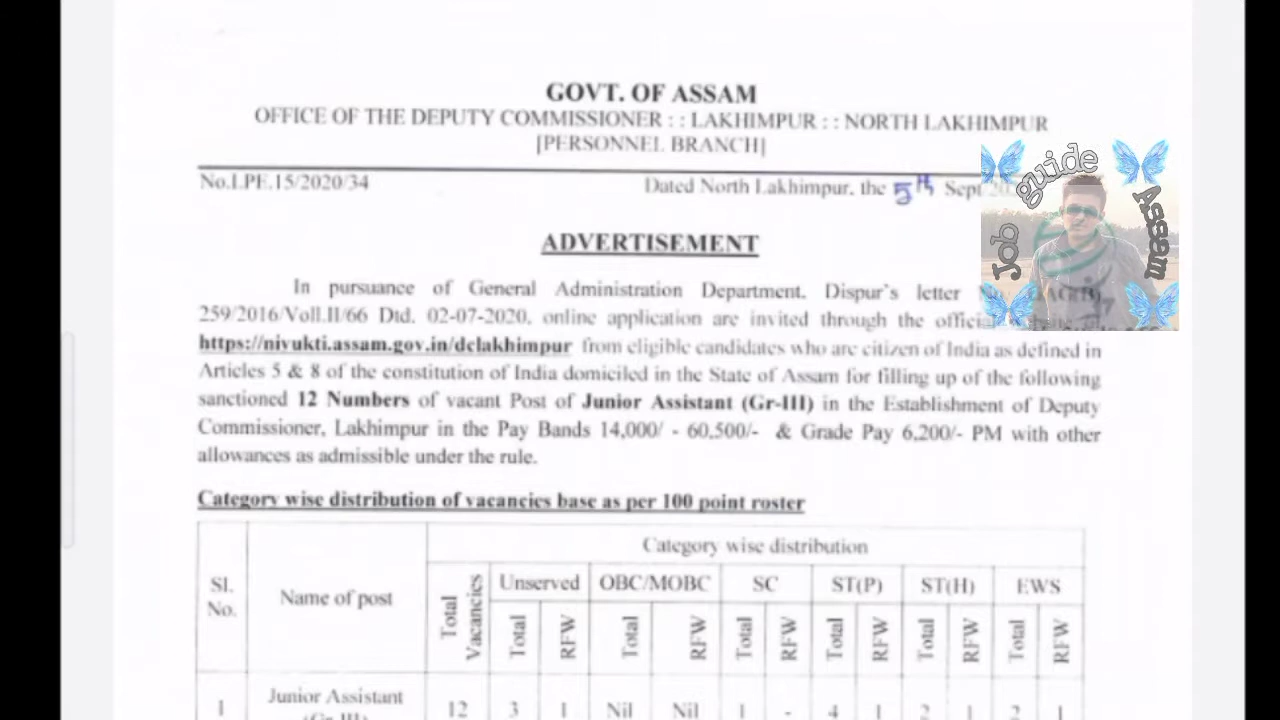 GOVT. OF ASSAM
OFFICE OF THE DEPUTY COMMISSIONER : : LAKHIMPUR : : NORTH LAKHIMPUR
[PERSONNEL BRANCH]
No.LPE.15/2020/34 Dated North Lakhimpur, the 5th Sept
Job guide Assam
ADVERTISEMENT
In pursuance of General Administration Department, Dispur's letter
259/2016/Voll.II/66 Dtd. 02-07-2020, online application are invited through the
https://niyukti.assam.gov.in/dclakhimpur from eligible candidates who are citizen of India as defined in
Articles 5 & 8 of the constitution of India domiciled in the State of Assam for filling up of the following
sanctioned 12 Numbers of vacant Post of Junior Assistant (Gr-III) in the Establishment of Deputy
Commissioner, Lakhimpur in the Pay Bands 14,000/ - 60,500/- & Grade Pay 6,200/- PM with other
allowances as admissible under the rule.
Category wise distribution of vacancies base as per 100 point roster
Category wise distribution
Sl. No. Name of post Total Vacancies Unserved OBC/MOBC SC ST(P) ST(H) EWS
Total RFW Total RFW Total RFW Total RFW Total RFW Total RFW
1 Junior Assistant (Gr-III) 12 3 1 Nil Nil 1 - 4 1 2 1 2 1